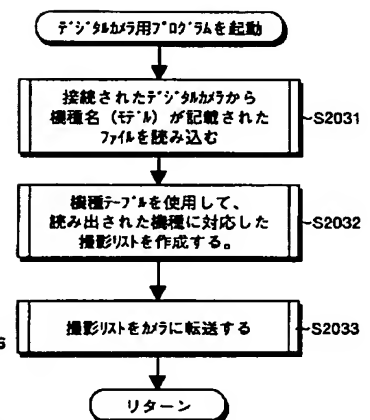 デジタルカメラ用プログラムを起動
接続されたデジタルカメラから
機種名（モデル）が記載された
ファイルを読み込む
S2031
機種テーブルを使用して、
読み出された機種に対応した
撮影リストを作成する。
S2032
6
撮影リストをカメラに転送する
S2033
リターン